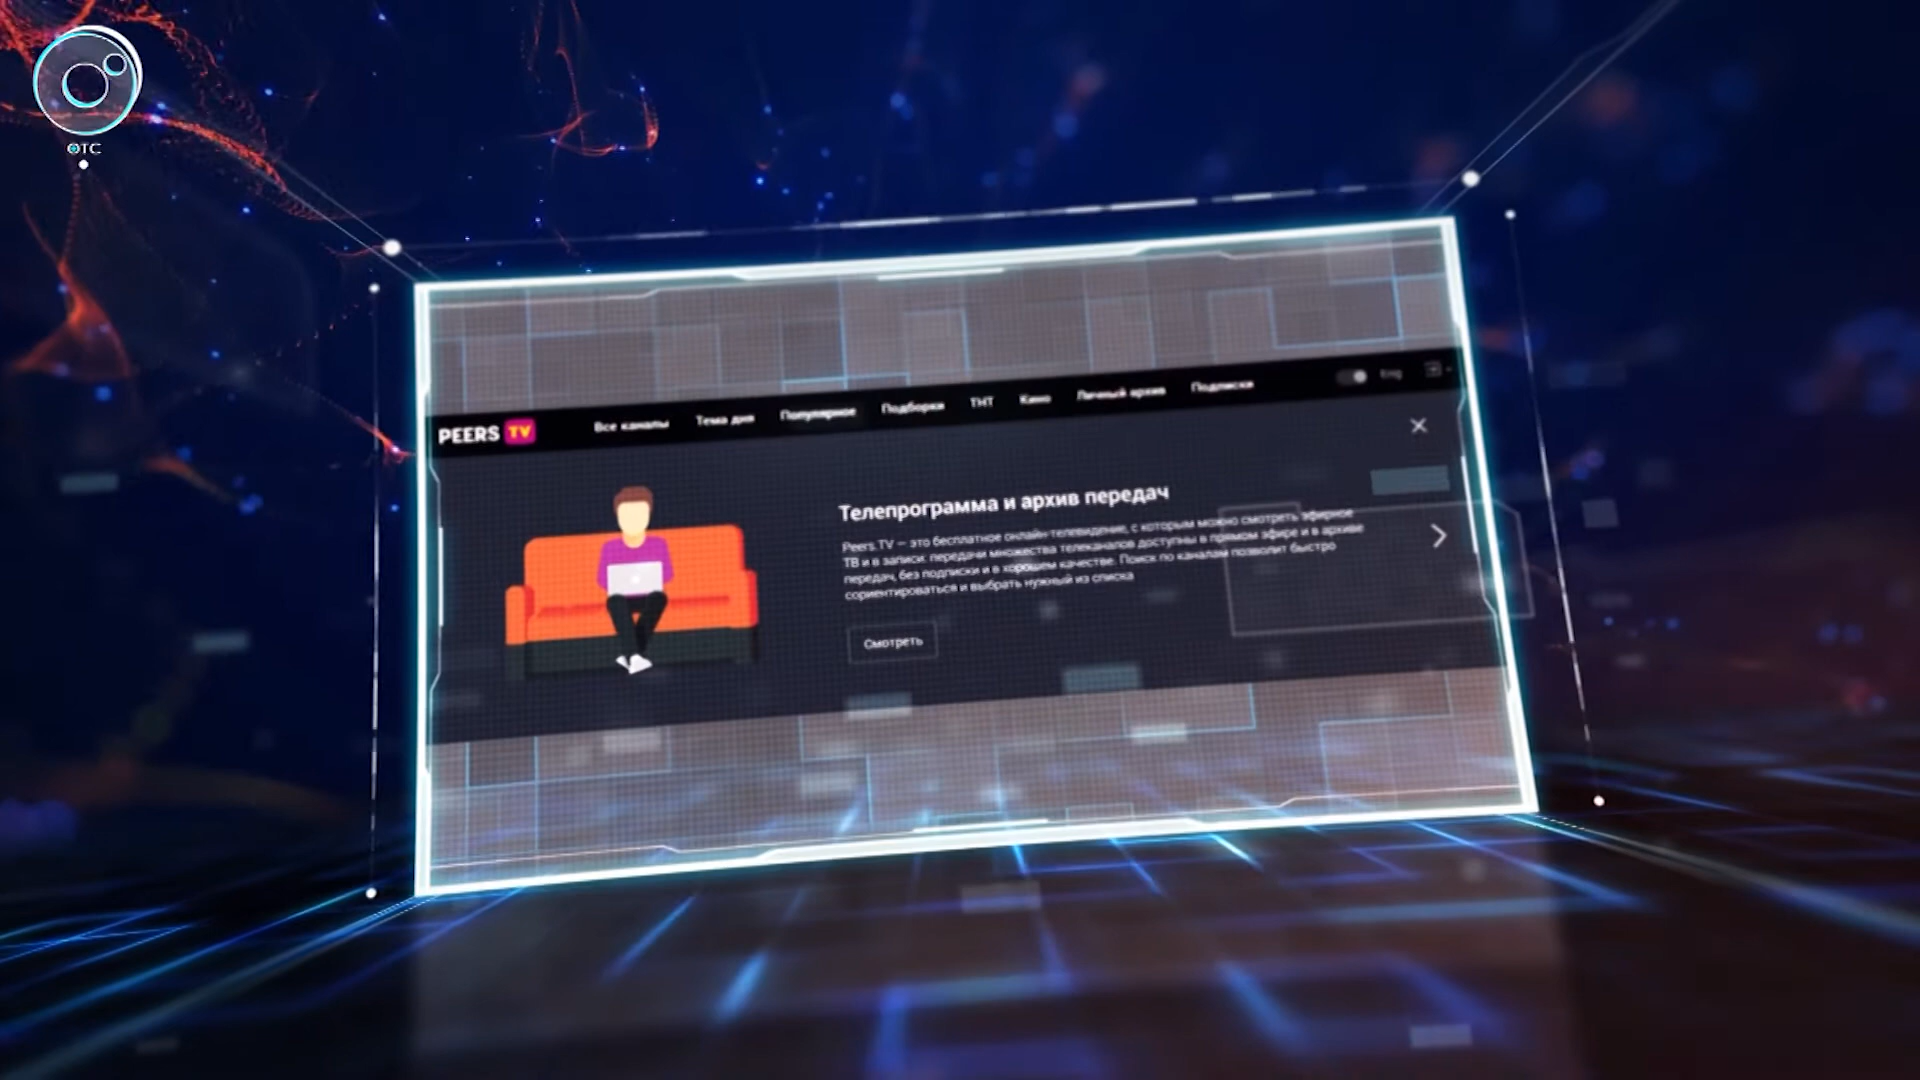 ОТС
PEERS TV
Все каналы Тема дня Популярное Подборки ТНТ Кино Личный архив Подписки Eng
Телепрограмма и архив передач
Peers.TV — это бесплатное онлайн-телевидение, с которым можно смотреть эфирное
ТВ и в записи: передачи множества телеканалов доступны в прямом эфире и в архиве
передач, без подписки и в хорошем качестве. Поиск по каналам позволит быстро
сориентироваться и выбрать нужный из списка
Смотреть